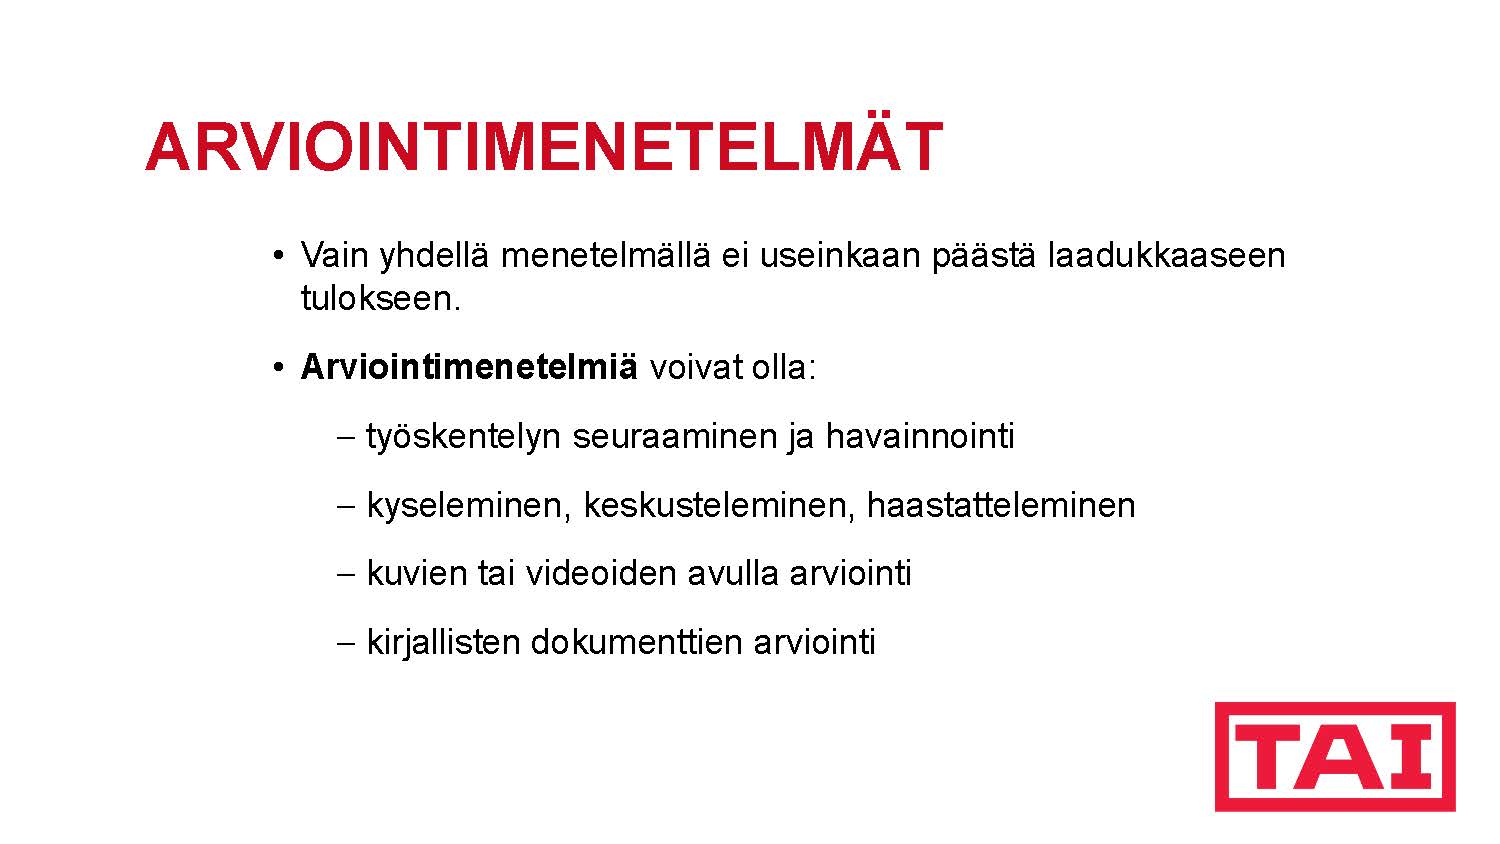 ARVIOINTIMENETELMÄT
• Vain yhdellä menetelmällä ei useinkaan päästä laadukkaaseen
tulokseen.
• Arviointimenetelmiä voivat olla:
– työskentelyn seuraaminen ja havainnointi
– kyseleminen, keskusteleminen, haastatteleminen
– kuvien tai videoiden avulla arviointi
– kirjallisten dokumenttien arviointi
TAI